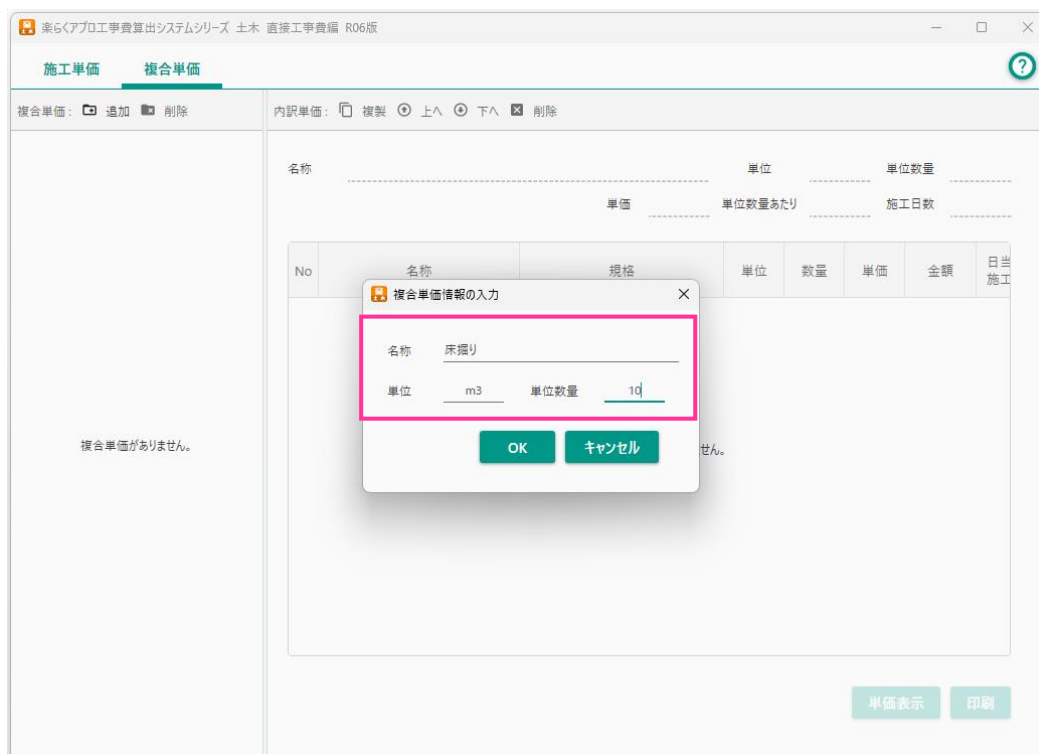 楽らくアプロ工事費算出システムシリーズ 土木 直接工事費編 R06版
施工単価 複合単価
複合単価: 追加 削除 内訳単価: 複製 上へ 下へ 削除
名称 単位 単位数量
単価 単位数量あたり 施工日数
No 名称 規格 単位 数量 単価 金額 日当
施工
複合単価情報の入力
名称 床掘り
単位 m3 単位数量 10
複合単価がありません。 OK キャンセル せん。
単価表示 印刷